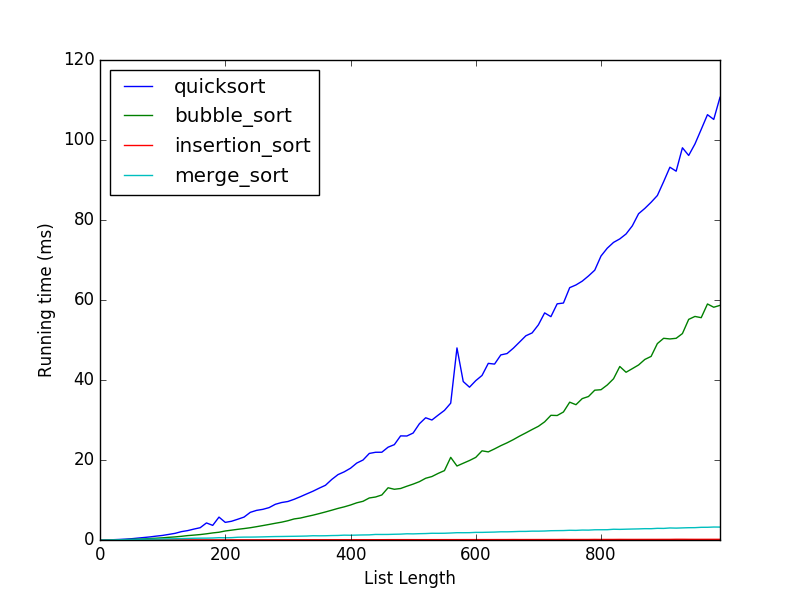 120
100
80
60
40
20
0
Running time (ms)
quicksort
bubble_sort
insertion_sort
merge_sort
0 200 400 600 800
List Length